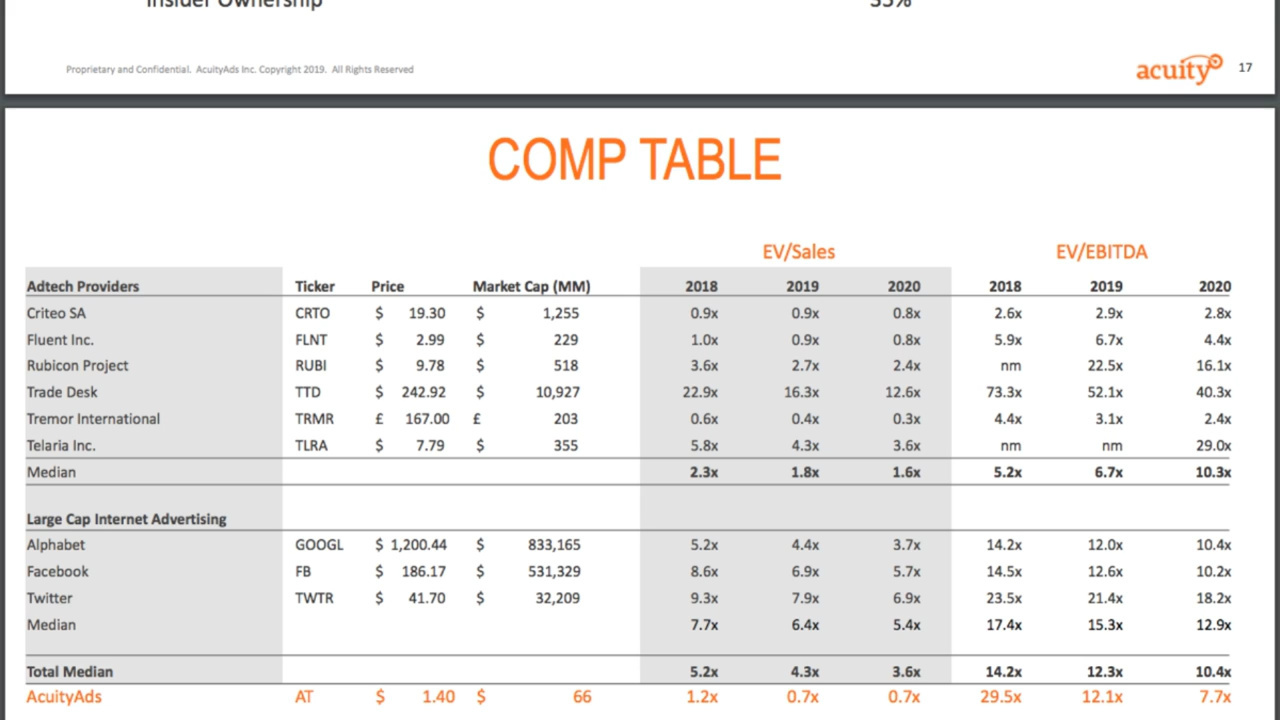 Insider Ownership 35%
Proprietary and Confidential. AcuityAds Inc. Copyright 2019. All Rights Reserved acuity 17
COMP TABLE
EV/Sales EV/EBITDA
Adtech Providers Ticker Price Market Cap (MM) 2018 2019 2020 2018 2019 2020
Criteo SA CRTO $ 19.30 $ 1,255 0.9x 0.9x 0.8x 2.6x 2.9x 2.8x
Fluent Inc. FLNT $ 2.99 $ 229 1.0x 0.9x 0.8x 5.9x 6.7x 4.4x
Rubicon Project RUBI $ 9.78 $ 518 3.6x 2.7x 2.4x nm 22.5x 16.1x
Trade Desk TTD $ 242.92 $ 10,927 22.9x 16.3x 12.6x 73.3x 52.1x 40.3x
Tremor International TRMR £ 167.00 £ 203 0.6x 0.4x 0.3x 4.4x 3.1x 2.4x
Telaria Inc. TLRA $ 7.79 $ 355 5.8x 4.3x 3.6x nm nm 29.0x
Median 2.3x 1.8x 1.6x 5.2x 6.7x 10.3x
Large Cap Internet Advertising
Alphabet GOOGL $ 1,200.44 $ 833,165 5.2x 4.4x 3.7x 14.2x 12.0x 10.4x
Facebook FB $ 186.17 $ 531,329 8.6x 6.9x 5.7x 14.5x 12.6x 10.2x
Twitter TWTR $ 41.70 $ 32,209 9.3x 7.9x 6.9x 23.5x 21.4x 18.2x
Median 7.7x 6.4x 5.4x 17.4x 15.3x 12.9x
Total Median 5.2x 4.3x 3.6x 14.2x 12.3x 10.4x
AcuityAds AT $ 1.40 $ 66 1.2x 0.7x 0.7x 29.5x 12.1x 7.7x